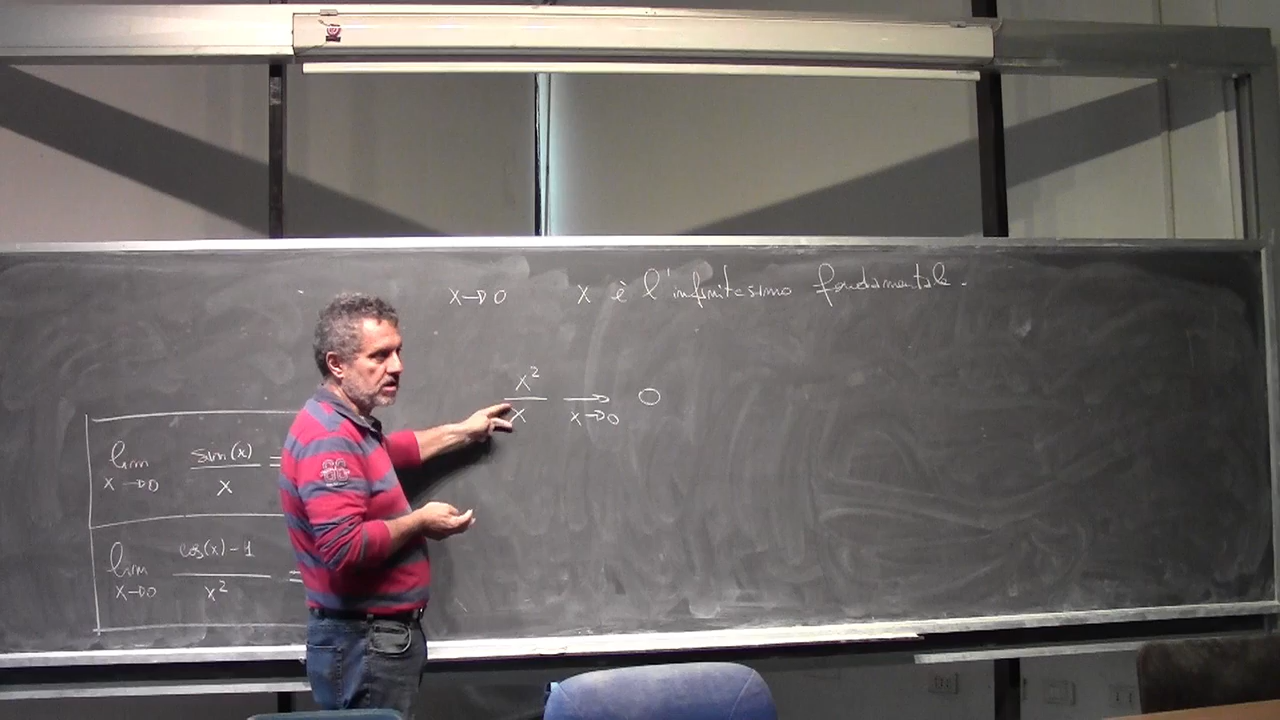 x→0 x è l'infinitesimo fondamentale.
x²/x → 0
x→0
lim sin(x)/x =
x→0
lim cos(x)-1/x² =
x→0